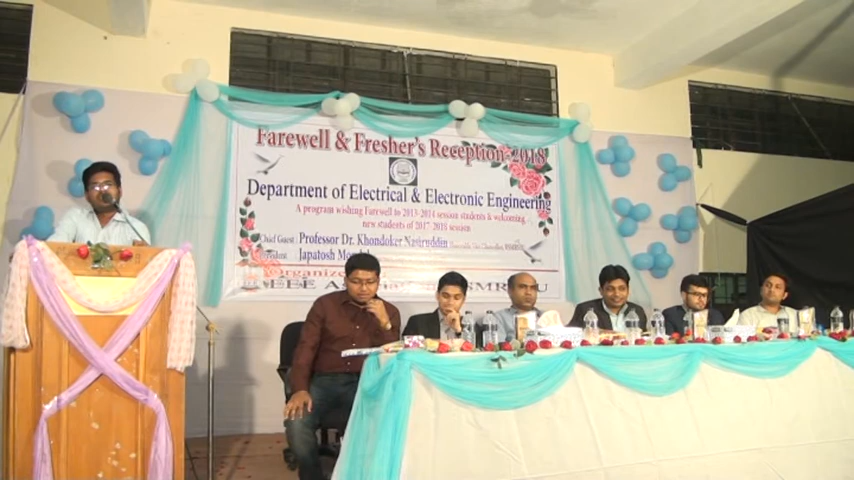 Farewell & Fresher's Reception-2018
Department of Electrical & Electronic Engineering
A program wishing Farewell to 2013-2014 session students & welcoming
new students of 2017-2018 session
Chief Guest: Professor Dr. Khondoker Nasiruddin
Japatosh
Organize
EEE